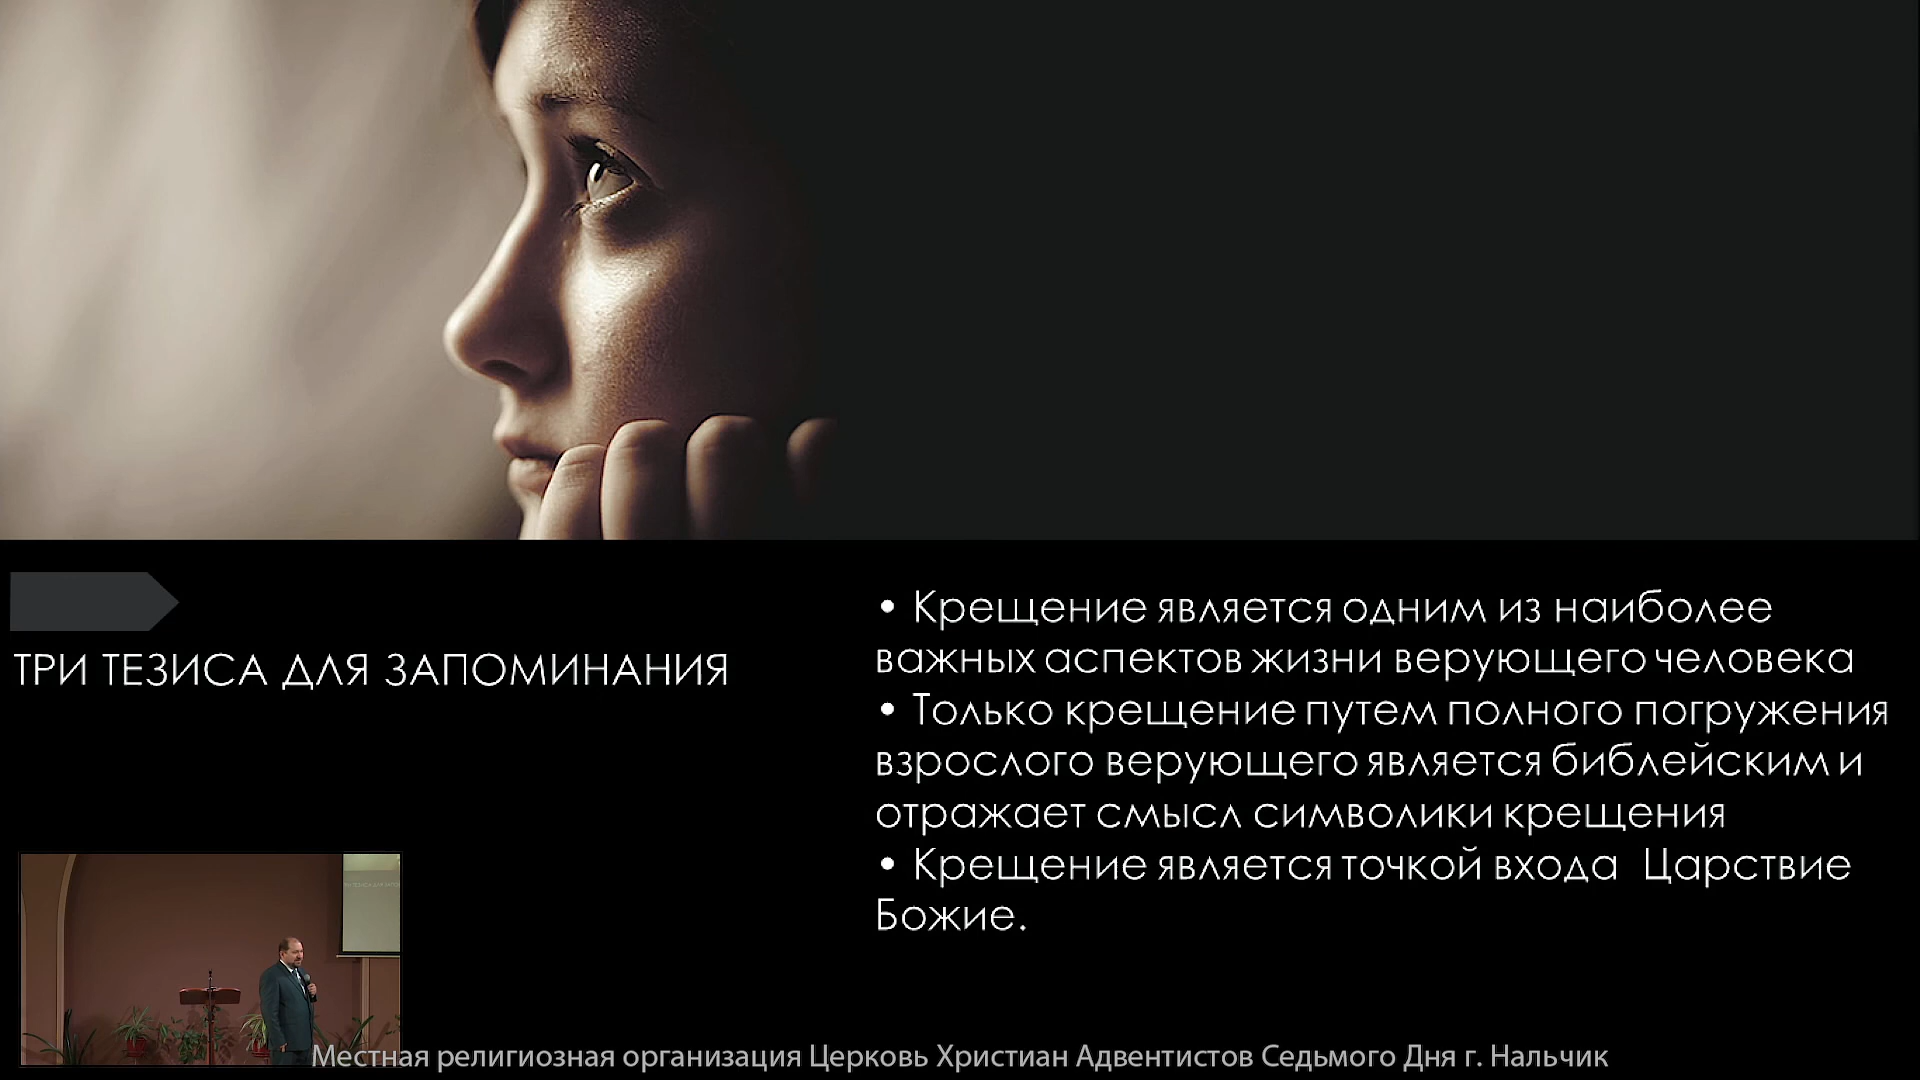 ТРИ ТЕЗИСА ДЛЯ ЗАПОМИНАНИЯ
• Крещение является одним из наиболее
важных аспектов жизни верующего человека
• Только крещение путем полного погружения
взрослого верующего является библейским и
отражает смысл символики крещения
• Крещение является точкой входа Царствие
Божие.
Местная религиозная организация Церковь Христиан Адвентистов Седьмого Дня г. Нальчик